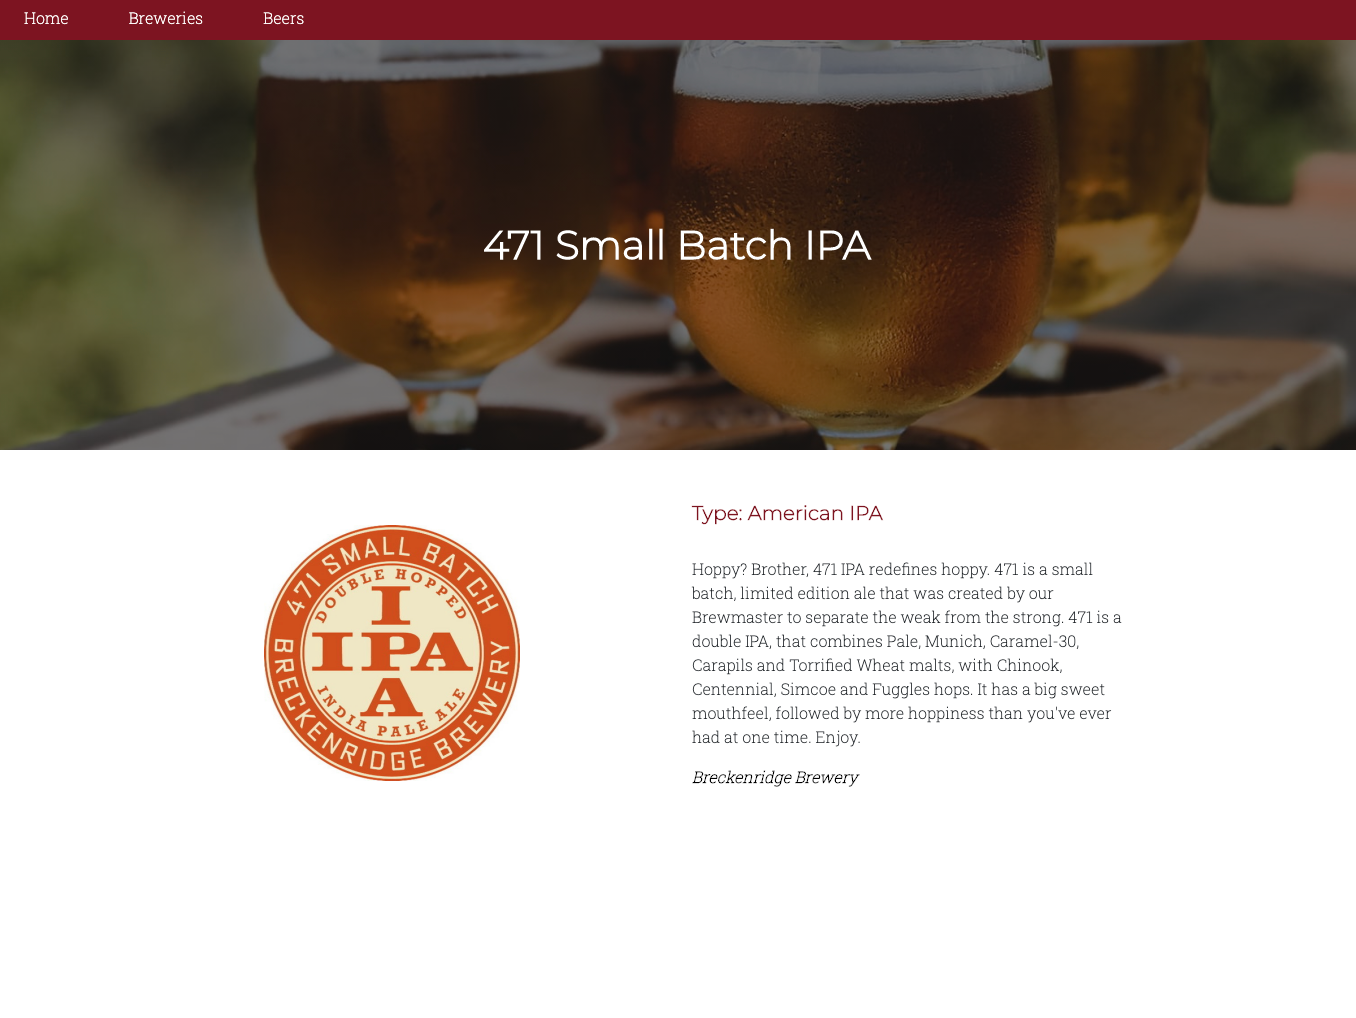 Home Breweries Beers
471 Small Batch IPA
471 SMALL BATCH
DOUBLE HOPPED
I
IPA
A
INDIA PALE ALE
BRECKENRIDGE BREWERY
Type: American IPA
Hoppy? Brother, 471 IPA redefines hoppy. 471 is a small
batch, limited edition ale that was created by our
Brewmaster to separate the weak from the strong. 471 is a
double IPA, that combines Pale, Munich, Caramel-30,
Carapils and Torrified Wheat malts, with Chinook,
Centennial, Simcoe and Fuggles hops. It has a big sweet
mouthfeel, followed by more hoppiness than you've ever
had at one time. Enjoy.
Breckenridge Brewery